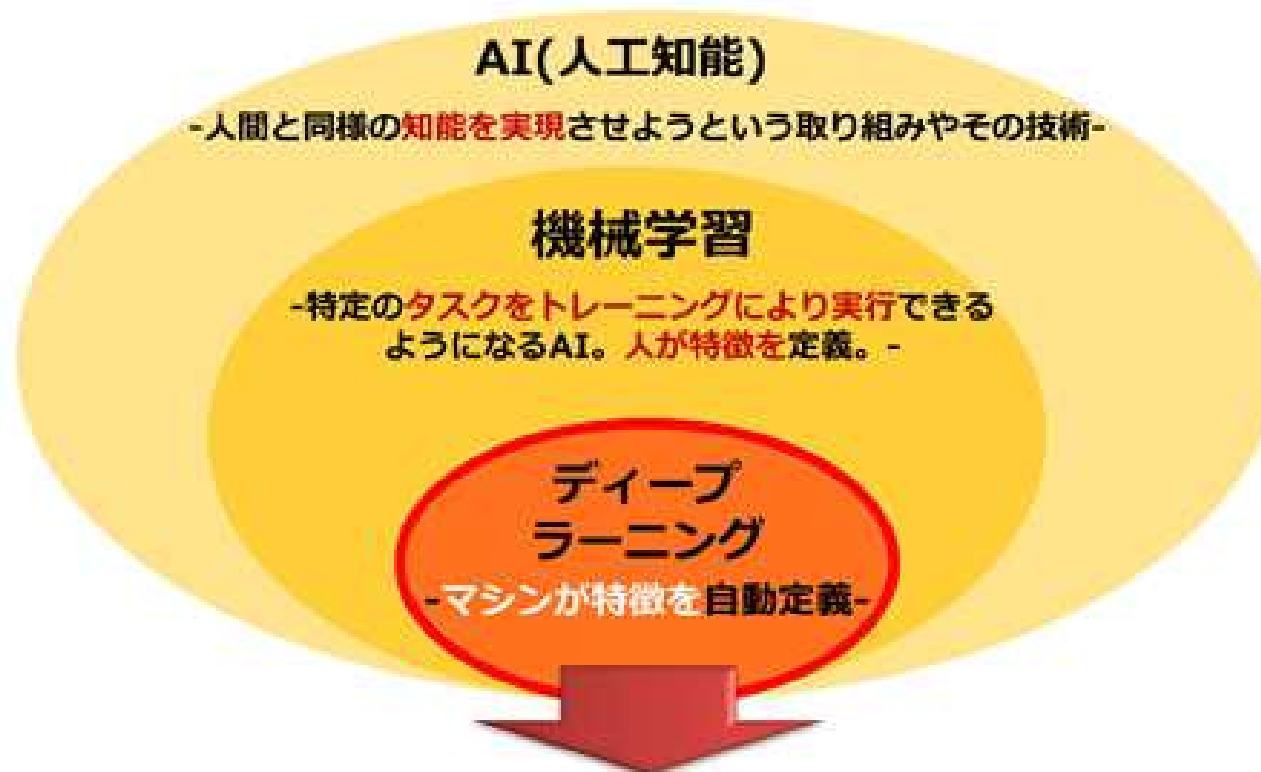 AI(人工知能)
-人間と同様の知能を実現させようという取り組みやその技術-
機械学習
-特定のタスクをトレーニングにより実行できる
ようになるAI。人が特徴を定義。-
ディープ
ラーニング
-マシンが特徴を自動定義-